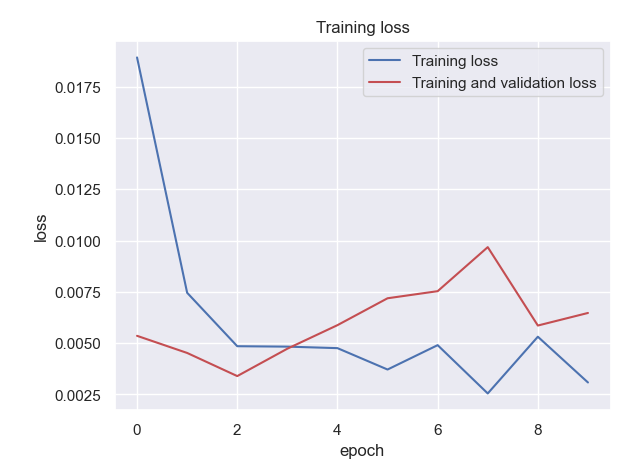 Training loss
Training loss
Training and validation loss
0.0175
0.0150
0.0125
0.0100
0.0075
0.0050
0.0025
loss
0 2 4 6 8
epoch